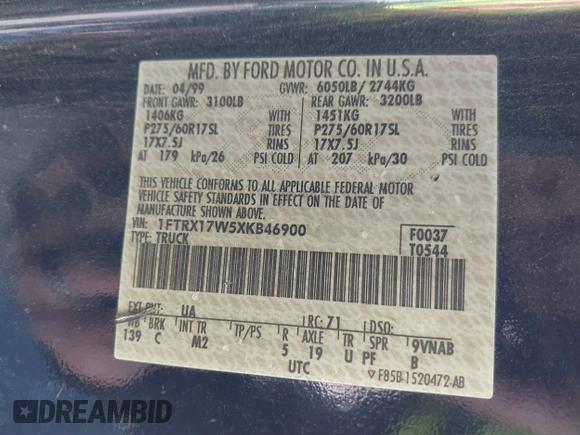 MFD. BY FORD MOTOR CO. IN U.S.A.
DATE: 04/99 GVWR: 6050LB/ 2744KG
FRONT GAWR: 3100LB REAR GAWR: 3200LB
1406KG WITH 1451KG WITH
P275/60R17SL TIRES P275/60R17SL TIRES
17X7.5J RIMS 17X7.5J RIMS
AT 179 kPa/26 PSI COLD AT 207 kPa/30 PSI COLD
THIS VEHICLE CONFORMS TO ALL APPLICABLE FEDERAL MOTOR
VEHICLE SAFETY STANDARDS IN EFFECT ON THE DATE OF
MANUFACTURE SHOWN ABOVE.
VIN: 1FTRX17W5XKB46900 F0037
TYPE: TRUCK T0544
EXT PNT: UA RC: 71 DSO:
WB BRK INT TR TP/PS R AXLE TR SPR 9VNAB
139 C M2 5 19 U PF B
UTC
▽ F85B-1520472-AB
DREAMBID